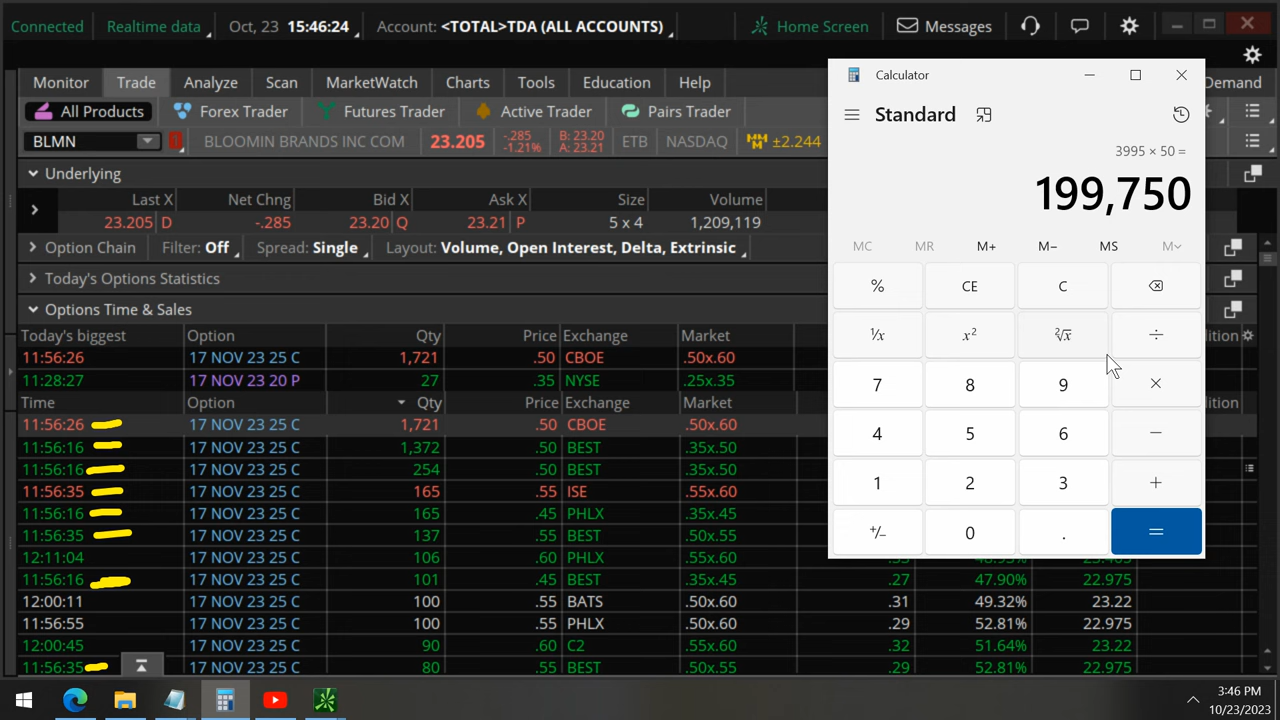 Connected Realtime data Oct, 23 15:46:24 Account: <TOTAL>TDA (ALL ACCOUNTS) Home Screen Messages
Monitor Trade Analyze Scan MarketWatch Charts Tools Education Help Demand
All Products Forex Trader Futures Trader Active Trader Pairs Trader
BLMN BLOOMIN BRANDS INC COM 23.205 -.285 -1.21% B: 23.20 A: 23.21 ETB NASDAQ ±2.244
Underlying
Last X Net Chng Bid X Ask X Size Volume
23.205 D -.285 23.20 Q 23.21 P 5 x 4 1,209,119
Option Chain Filter: Off Spread: Single Layout: Volume, Open Interest, Delta, Extrinsic
Today's Options Statistics
Options Time & Sales
Today's biggest Option Qty Price Exchange Market
11:56:26 17 NOV 23 25 C 1,721 .50 CBOE .50x.60
11:28:27 17 NOV 23 20 P 27 .35 NYSE .25x.35
Time Option Qty Price Exchange Market
11:56:26 17 NOV 23 25 C 1,721 .50 CBOE .50x.60
11:56:16 17 NOV 23 25 C 1,372 .50 BEST .35x.50
11:56:16 17 NOV 23 25 C 254 .50 BEST .35x.50
11:56:35 17 NOV 23 25 C 165 .55 ISE .55x.60
11:56:16 17 NOV 23 25 C 165 .45 PHLX .35x.45
11:56:35 17 NOV 23 25 C 137 .55 BEST .50x.55
12:11:04 17 NOV 23 25 C 106 .60 PHLX .55x.60
11:56:16 17 NOV 23 25 C 101 .45 BEST .35x.45 .27 47.90% 22.975
12:00:11 17 NOV 23 25 C 100 .55 BATS .50x.60 .31 49.32% 23.22
11:56:55 17 NOV 23 25 C 100 .55 PHLX .50x.60 .29 52.81% 22.975
12:00:45 17 NOV 23 25 C 90 .60 C2 .55x.60 .32 51.64% 23.22
11:56:35 17 NOV 23 25 C 80 .55 BEST .50x.55 .29 52.81% 22.975
Calculator
Standard
3995 × 50 =
199,750
MC MR M+ M− MS M˅
% CE C
¹/x x² ²√x ÷
7 8 9 ×
4 5 6 −
1 2 3 +
+/− 0 . =
3:46 PM
10/23/2023